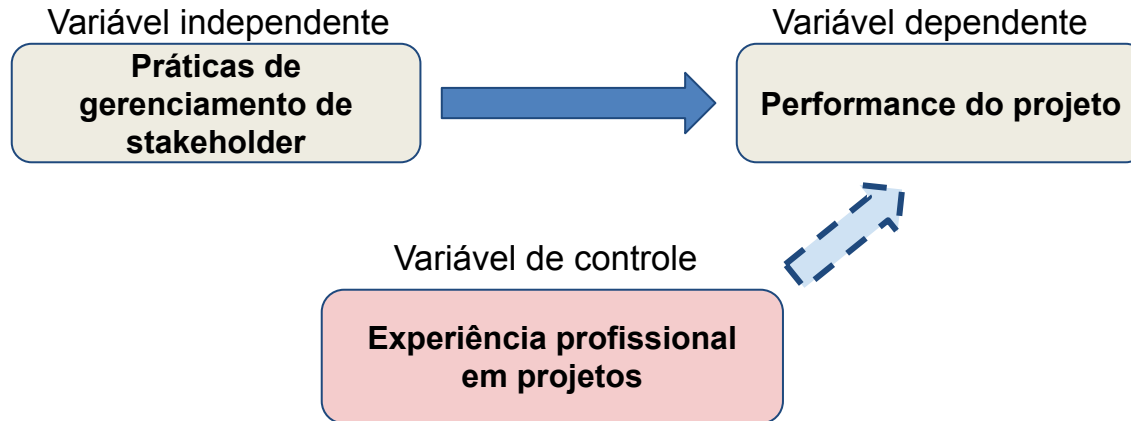 Variável independente
Práticas de
gerenciamento de
stakeholder
Variável dependente
Performance do projeto
Variável de controle
Experiência profissional
em projetos